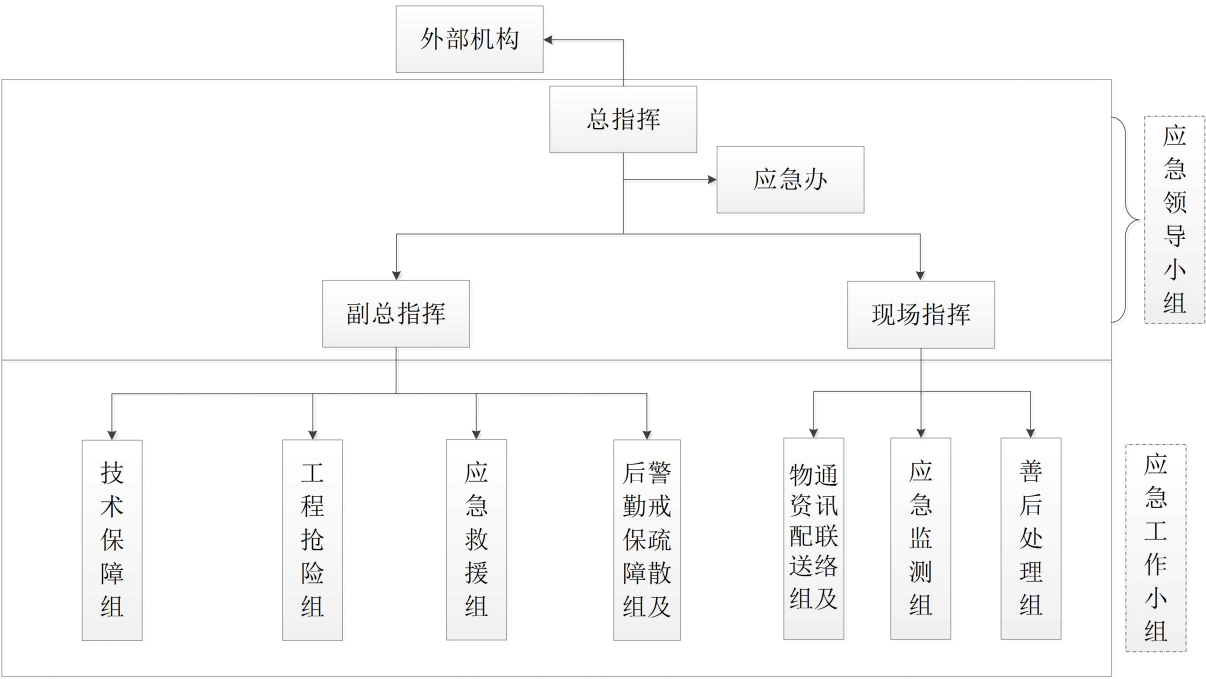 外部机构
总指挥
应急办
副总指挥
现场指挥
应急领导小组
技术保障组
工程抢险组
应急救援组
警戒疏散及
后勤保障组
通讯联络及
物资配送组
应急监测组
善后处理组
应急工作小组